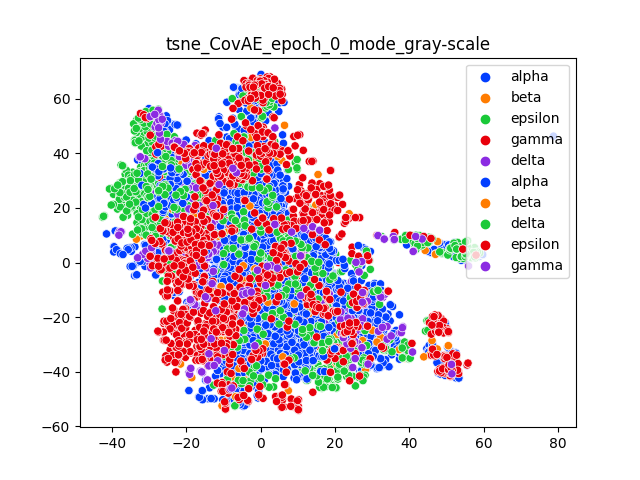 tsne_CovAE_epoch_0_mode_gray-scale
alpha
beta
epsilon
gamma
delta
alpha
beta
delta
epsilon
gamma
60
40
20
0
−20
−40
−60
−40
−20
0
20
40
60
80